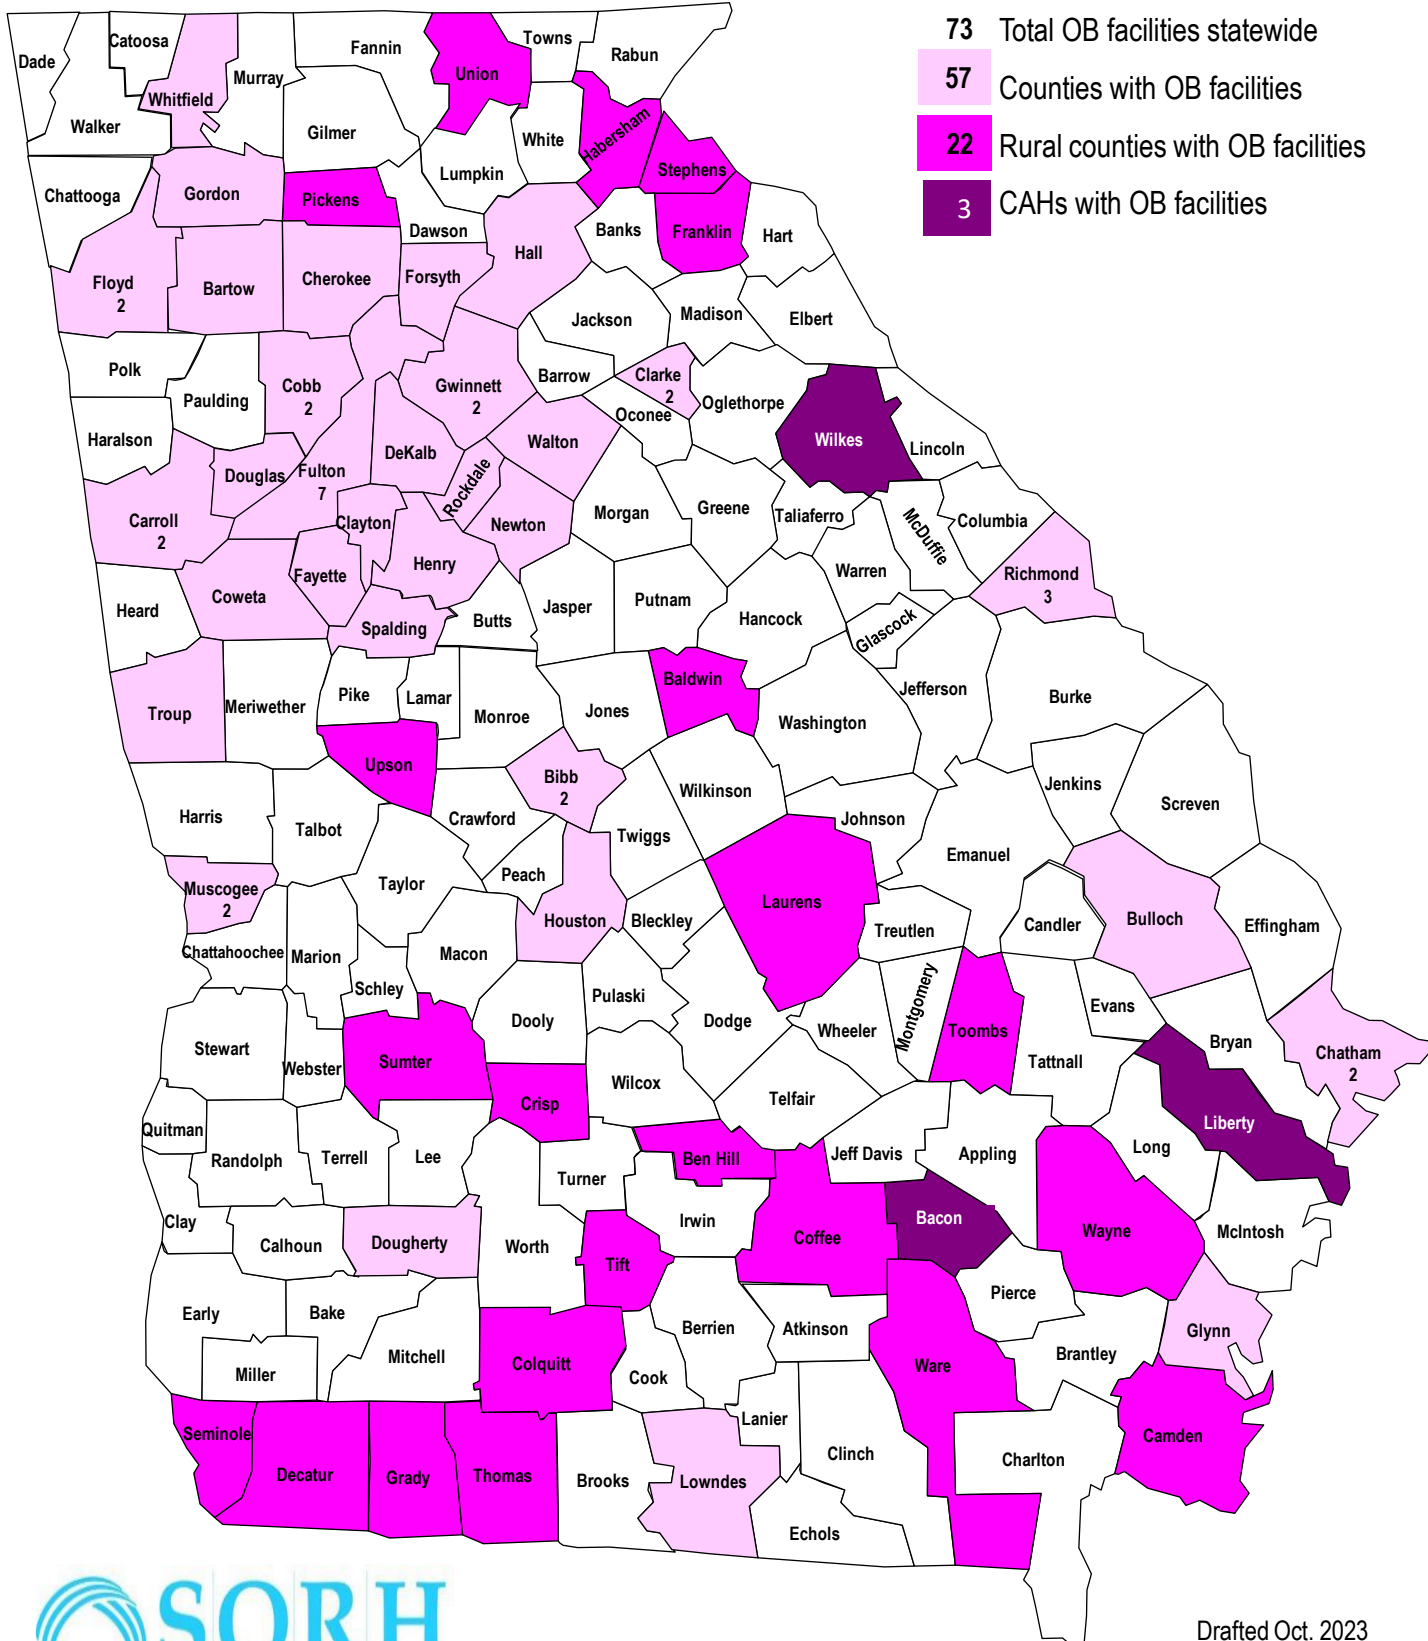 73 Total OB facilities statewide
57 Counties with OB facilities
22 Rural counties with OB facilities
3 CAHs with OB facilities
Dade
Catoosa
Whitfield
Murray
Fannin
Union
Towns
Rabun
Walker
Gilmer
White
Habersham
Lumpkin
Stephens
Chattooga
Gordon
Pickens
Dawson
Hall
Banks
Franklin
Hart
Floyd
2
Bartow
Cherokee
Forsyth
Jackson
Madison
Elbert
Polk
Paulding
Cobb
2
Gwinnett
2
Barrow
Clarke
2
Oconee
Oglethorpe
Wilkes
Lincoln
Haralson
Douglas
Fulton
7
DeKalb
Rockdale
Walton
Carroll
2
Clayton
Newton
Morgan
Greene
Taliaferro
McDuffie
Columbia
Heard
Coweta
Fayette
Henry
Spalding
Butts
Jasper
Putnam
Hancock
Warren
Glascock
Richmond
3
Troup
Meriwether
Pike
Lamar
Monroe
Jones
Baldwin
Washington
Jefferson
Burke
Upson
Bibb
2
Wilkinson
Jenkins
Screven
Harris
Talbot
Crawford
Twiggs
Johnson
Emanuel
Muscogee
2
Taylor
Peach
Houston
Bleckley
Laurens
Treutlen
Candler
Bulloch
Effingham
Chattahoochee
Marion
Schley
Macon
Dooly
Pulaski
Dodge
Wheeler
Montgomery
Toombs
Tattnall
Evans
Bryan
Chatham
2
Stewart
Webster
Sumter
Crisp
Wilcox
Telfair
Liberty
Quitman
Randolph
Terrell
Lee
Turner
Ben Hill
Jeff Davis
Appling
Long
Clay
Calhoun
Dougherty
Worth
Tift
Irwin
Coffee
Bacon
Wayne
McIntosh
Early
Bake
Miller
Mitchell
Colquitt
Cook
Berrien
Atkinson
Ware
Pierce
Brantley
Glynn
Seminole
Decatur
Grady
Thomas
Brooks
Lowndes
Lanier
Clinch
Echols
Charlton
Camden
SORH
Drafted Oct. 2023